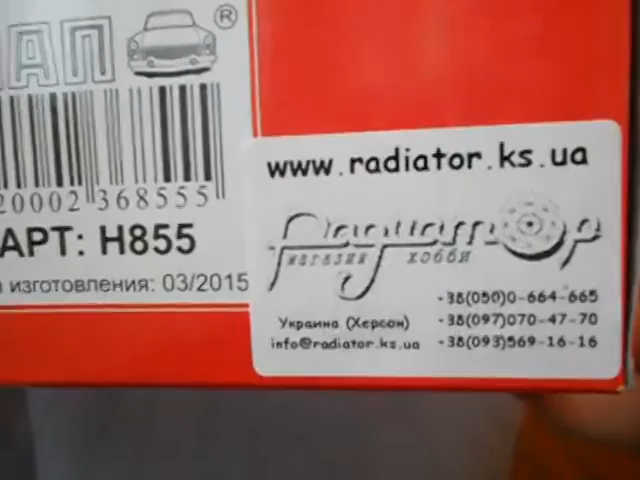 АП ®
20002 368555
АРТ: Н855
изготовления: 03/2015
www.radiator.ks.ua
Радиатор
магазин хобби
+38(050)0-664-665
Украина (Херсон) +38(097)070-47-70
info@radiator.ks.ua +38(093)569-16-16